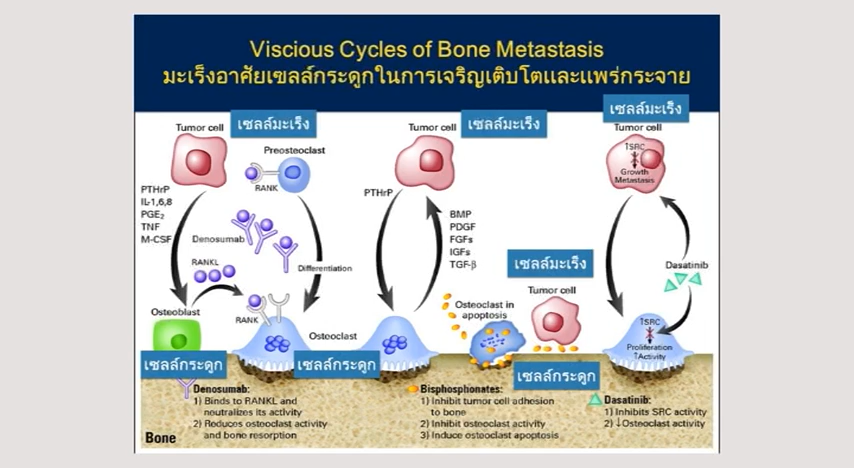 Viscious Cycles of Bone Metastasis
มะเร็งอาศัยเซลล์กระดูกในการเจริญเติบโตและแพร่กระจาย
Tumor cell
เซลล์มะเร็ง
Preosteoclast
RANK
PTHrP
IL-1,6,8
PGE₂
TNF
M-CSF
Denosumab
RANKL
Differentiation
Osteoblast
RANK
Osteoclast
เซลล์กระดูก
เซลล์กระดูก
Tumor cell
เซลล์มะเร็ง
PTHrP
BMP
PDGF
FGFs
IGFs
TGF-β
เซลล์มะเร็ง
Tumor cell
Osteoclast in
apoptosis
เซลล์กระดูก
เซลล์มะเร็ง
Tumor cell
↑SRC
Growth
Metastasis
Dasatinib
↑SRC
Proliferation
↑Activity
Denosumab:
1) Binds to RANKL and
neutralizes its activity
2) Reduces osteoclast activity
and bone resorption
Bisphosphonates:
1) Inhibit tumor cell adhesion
to bone
2) Inhibit osteoclast activity
3) Induce osteoclast apoptosis
Dasatinib:
1) Inhibits SRC activity
2) ↓Osteoclast activity
Bone